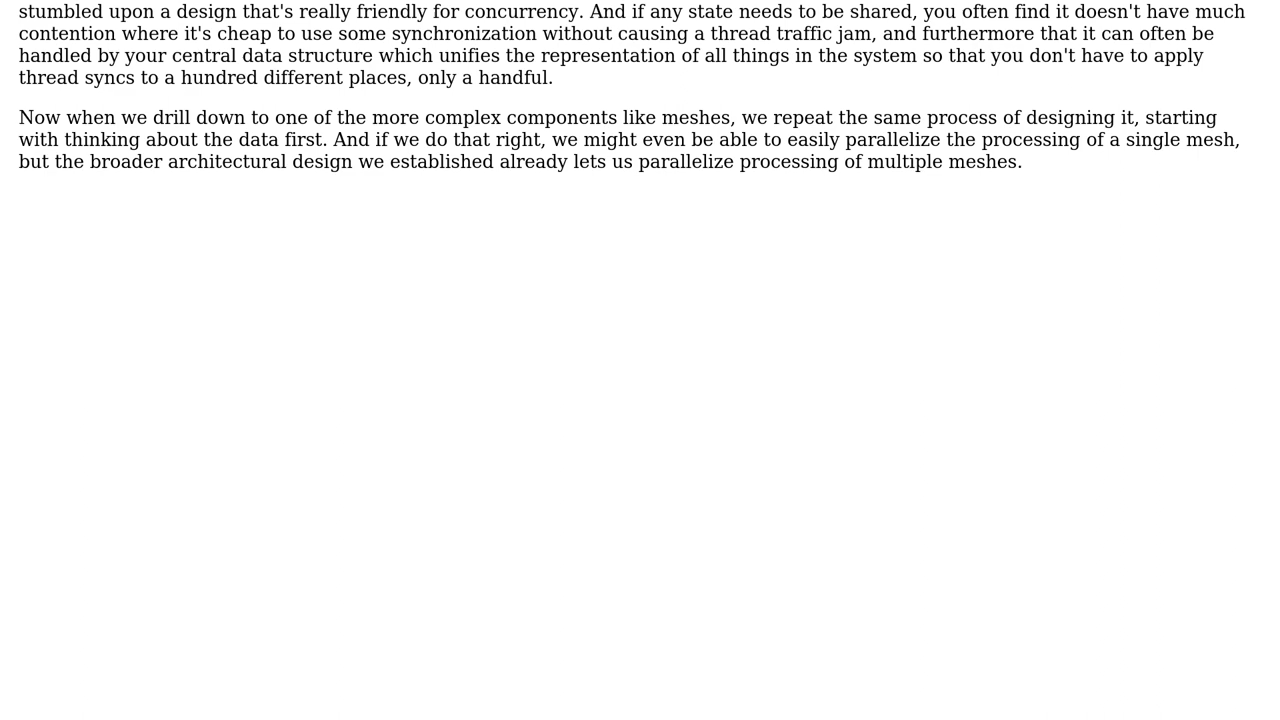 stumbled upon a design that's really friendly for concurrency. And if any state needs to be shared, you often find it doesn't have much
contention where it's cheap to use some synchronization without causing a thread traffic jam, and furthermore that it can often be
handled by your central data structure which unifies the representation of all things in the system so that you don't have to apply
thread syncs to a hundred different places, only a handful.
Now when we drill down to one of the more complex components like meshes, we repeat the same process of designing it, starting
with thinking about the data first. And if we do that right, we might even be able to easily parallelize the processing of a single mesh,
but the broader architectural design we established already lets us parallelize processing of multiple meshes.